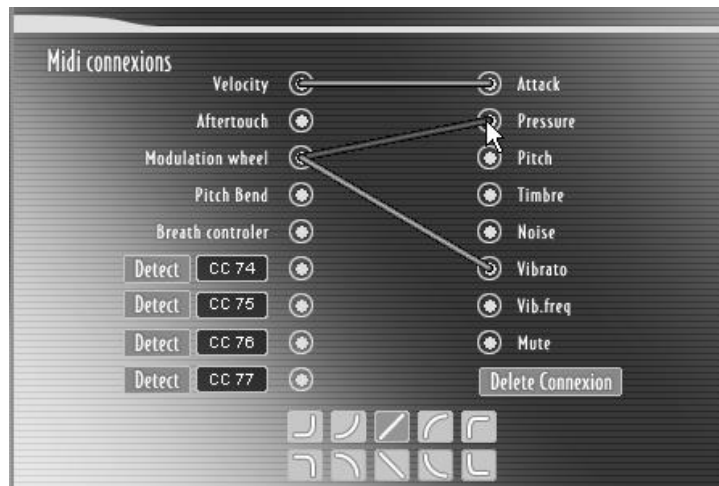 Midi connexions
Velocity Attack
Aftertouch Pressure
Modulation wheel Pitch
Pitch Bend Timbre
Breath controler Noise
Detect CC 74 Vibrato
Detect CC 75 Vib.freq
Detect CC 76 Mute
Detect CC 77 Delete Connexion